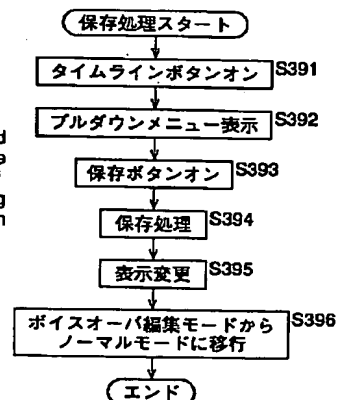 保存処理スタート
タイムラインボタンオン
S391
プルダウンメニュー表示
S392
保存ボタンオン
S393
保存処理
S394
表示変更
S395
ボイスオーバ編集モードから
ノーマルモードに移行
S396
エンド